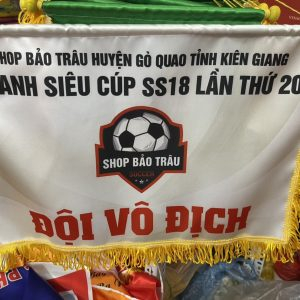 SHOP BẢO TRÂU HUYỆN GÒ QUAO TỈNH KIÊN GIANG
ANH SIÊU CÚP SS18 LẦN THỨ 20
SHOP BẢO TRÂU
SOCCER
ĐỘI VÔ ĐỊCH